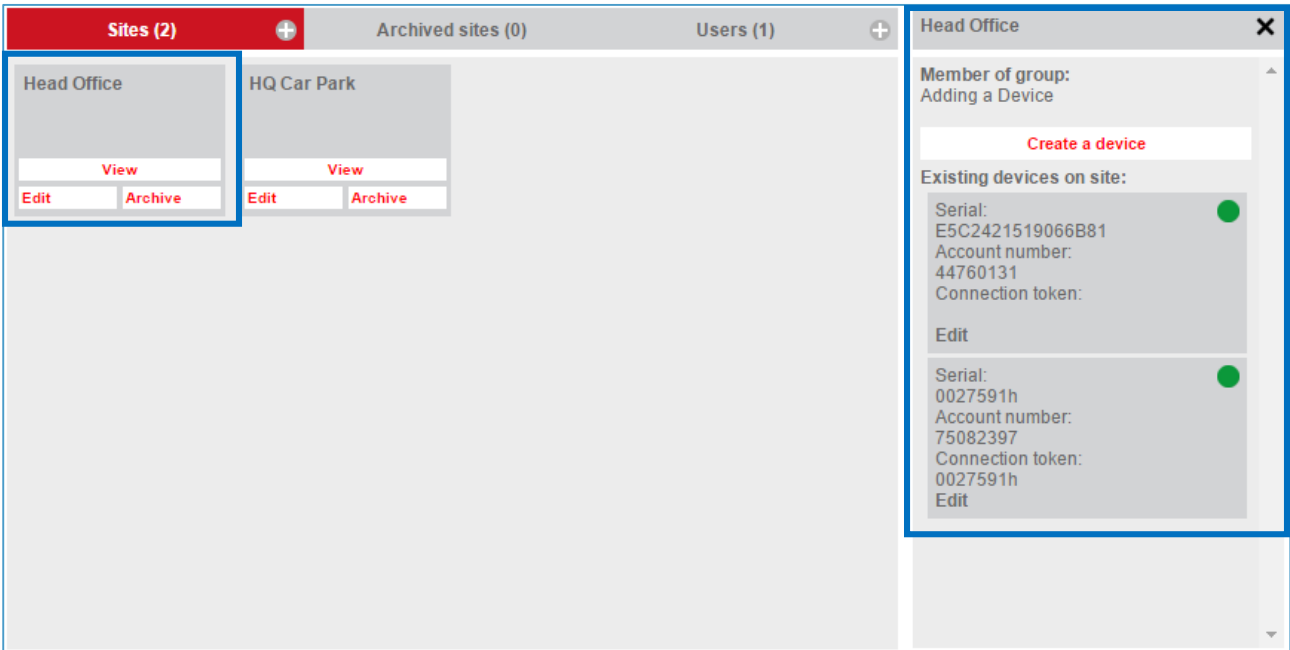 Sites (2)
Archived sites (0)
Users (1)
Head Office
View
Edit
Archive
HQ Car Park
View
Edit
Archive
Head Office
Member of group:
Adding a Device
Create a device
Existing devices on site:
Serial:
E5C2421519066B81
Account number:
44760131
Connection token:
Edit
Serial:
0027591h
Account number:
75082397
Connection token:
0027591h
Edit